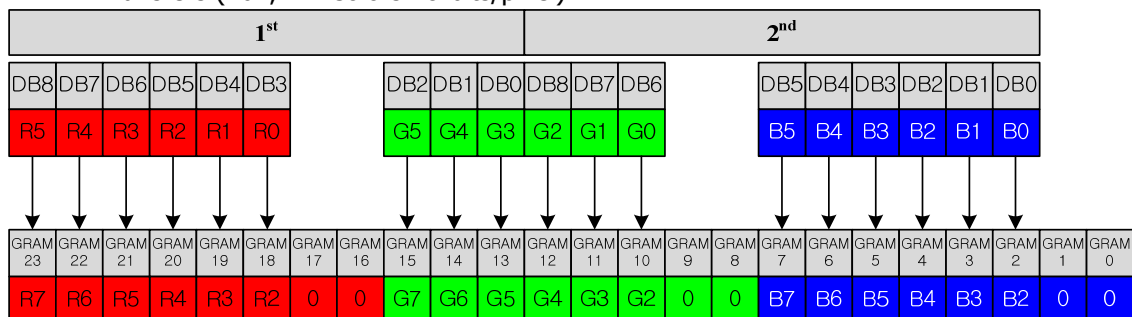 1st 2nd
DB8 DB7 DB6 DB5 DB4 DB3 DB2 DB1 DB0 DB8 DB7 DB6 DB5 DB4 DB3 DB2 DB1 DB0
R5 R4 R3 R2 R1 R0 G5 G4 G3 G2 G1 G0 B5 B4 B3 B2 B1 B0
GRAM GRAM GRAM GRAM GRAM GRAM GRAM GRAM GRAM GRAM GRAM GRAM GRAM GRAM GRAM GRAM GRAM GRAM GRAM GRAM GRAM GRAM GRAM GRAM
23 22 21 20 19 18 17 16 15 14 13 12 11 10 9 8 7 6 5 4 3 2 1 0
R7 R6 R5 R4 R3 R2 0 0 G7 G6 G5 G4 G3 G2 0 0 B7 B6 B5 B4 B3 B2 0 0